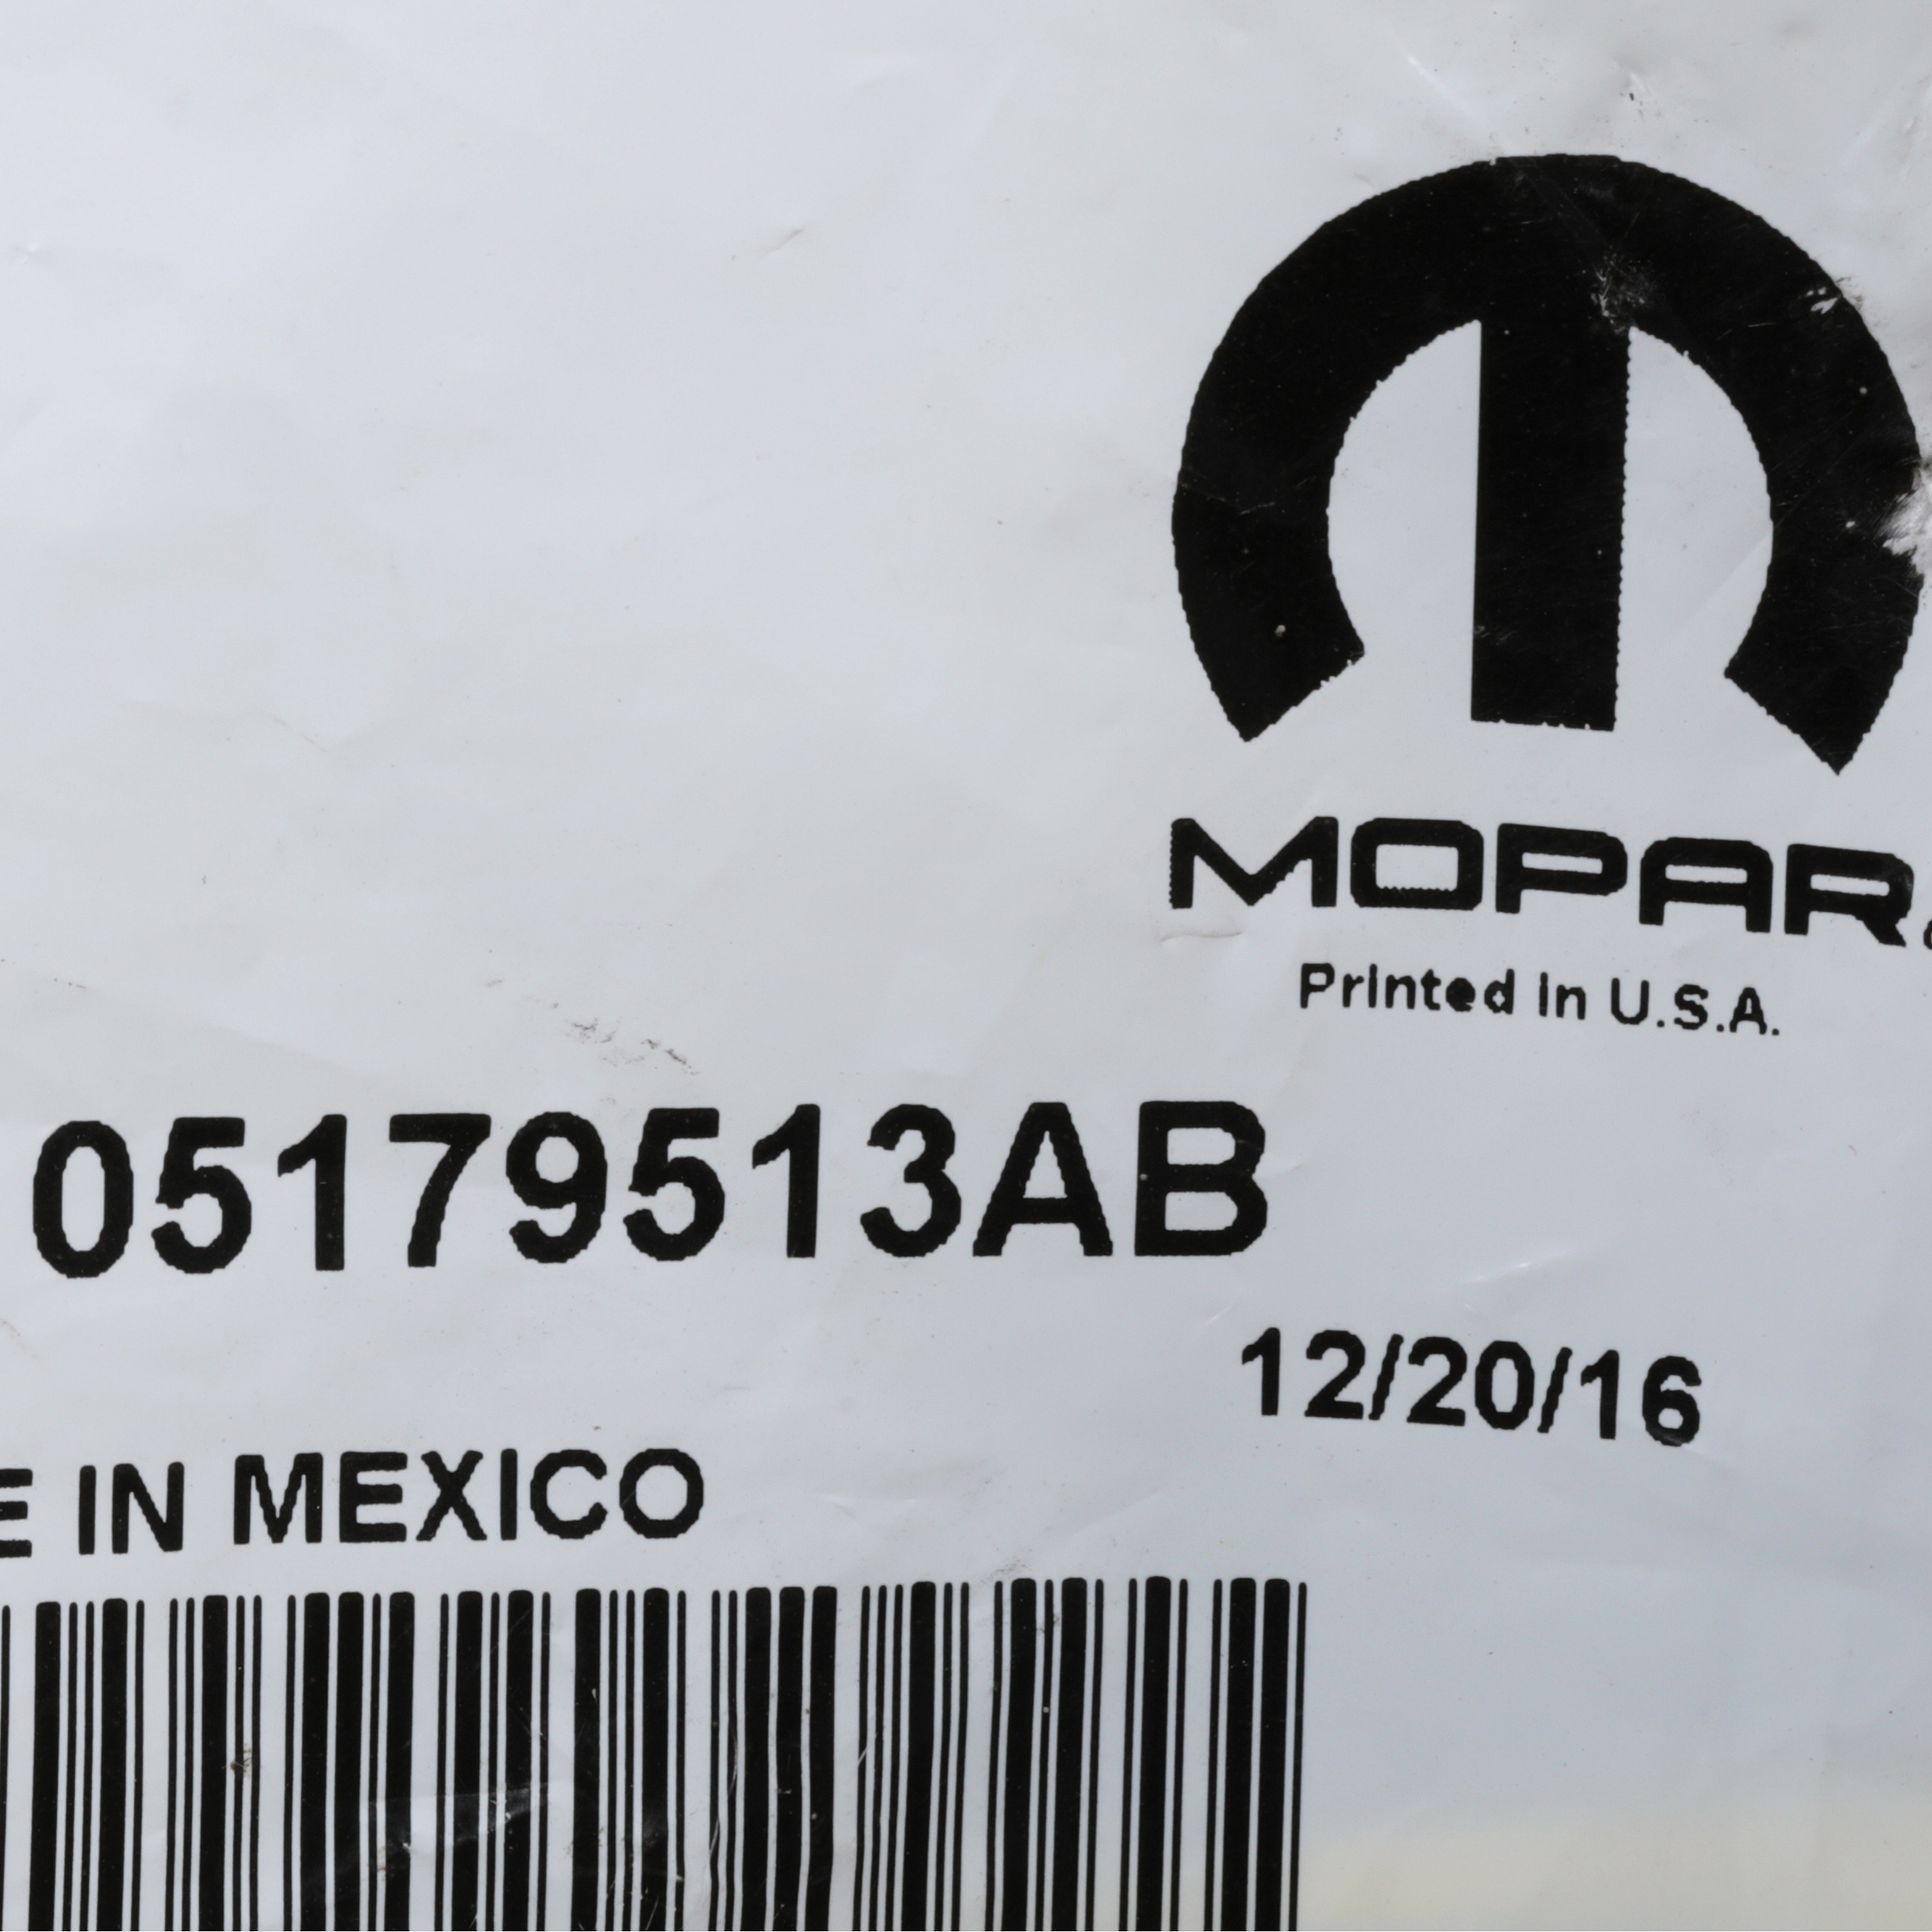 MOPAR
Printed in U.S.A.
05179513AB
12/20/16
E IN MEXICO